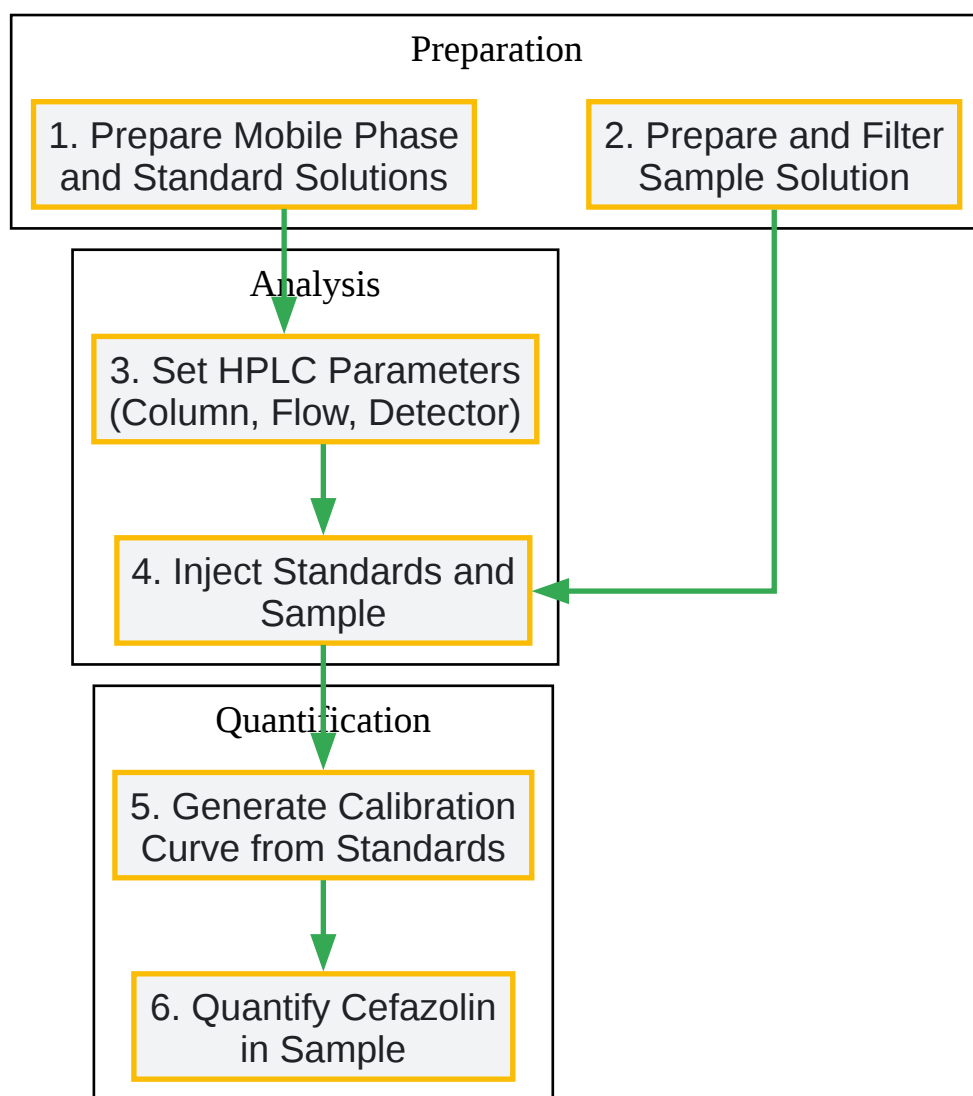 Preparation
1. Prepare Mobile Phase
and Standard Solutions
2. Prepare and Filter
Sample Solution
Analysis
3. Set HPLC Parameters
(Column, Flow, Detector)
4. Inject Standards and
Sample
Quantification
5. Generate Calibration
Curve from Standards
6. Quantify Cefazolin
in Sample